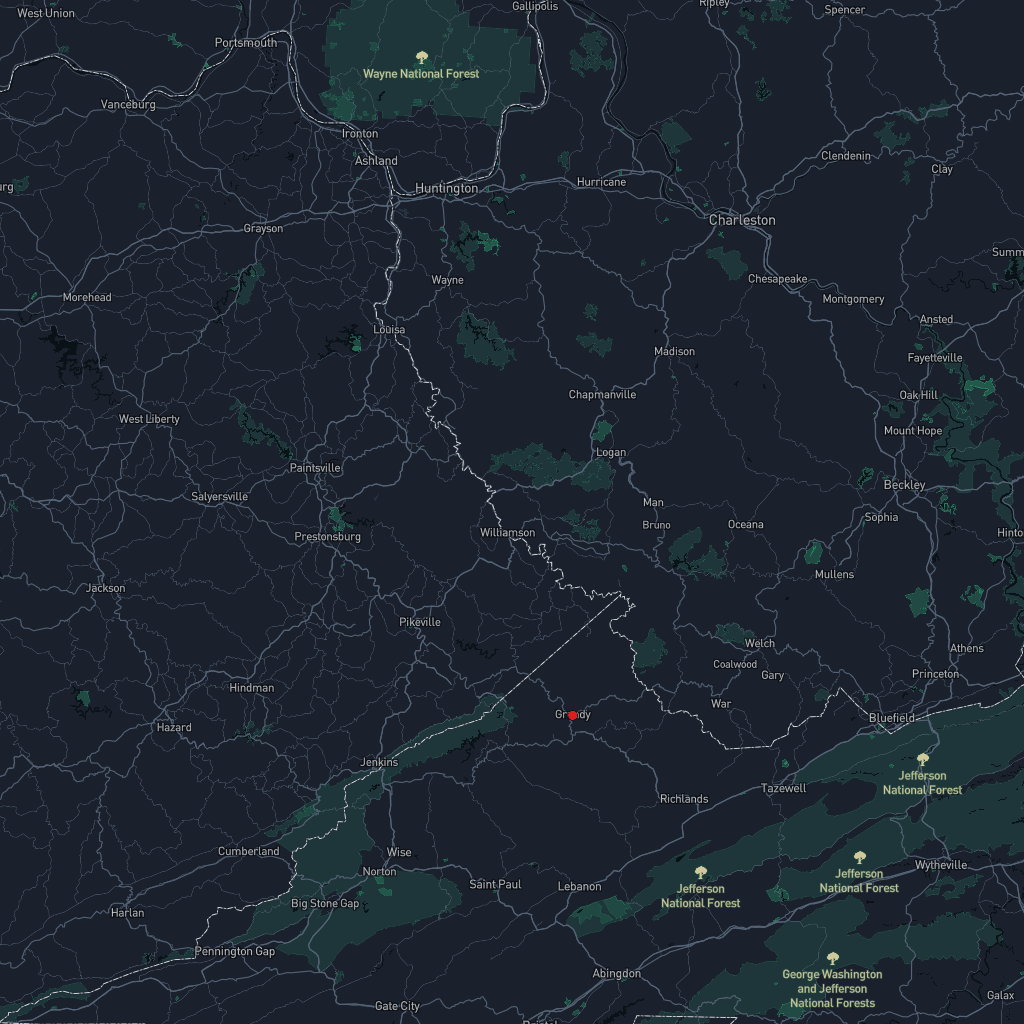 Gallipolis
Ripley
Spencer
West Union
Portsmouth
Wayne National Forest
Vanceburg
Ironton
Ashland
Clendenin
Clay
Hurricane
Huntington
Charleston
Grayson
Wayne
Chesapeake
Morehead
Montgomery
Ansted
Louisa
Madison
Fayetteville
Chapmanville
Oak Hill
West Liberty
Mount Hope
Logan
Paintsville
Beckley
Salyersville
Man
Sophia
Bruno
Oceana
Williamson
Prestonsburg
Mullens
Jackson
Pikeville
Welch
Athens
Coalwood
Gary
Princeton
Hindman
War
Bluefield
Hazard
Jenkins
Jefferson
National Forest
Tazewell
Richlands
Cumberland
Wise
Norton
Wytheville
Jefferson
National Forest
Saint Paul
Lebanon
Jefferson
National Forest
Big Stone Gap
Harlan
Pennington Gap
Abingdon
George Washington
and Jefferson
National Forests
Galax
Gate City